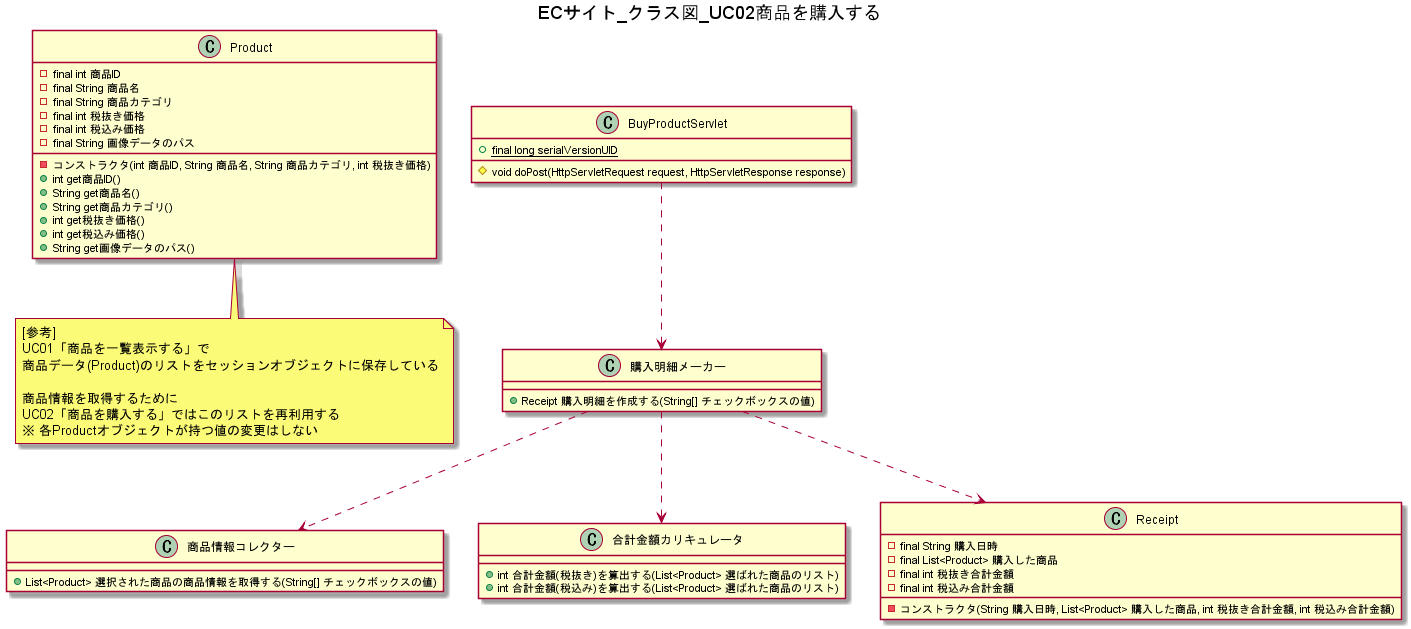 ECサイト_クラス図_UC02商品を購入する
C Product
final int 商品ID
final String 商品名
final String 商品カテゴリ
final int 税抜き価格
final int 税込み価格
final String 画像データのパス
コンストラクタ(int 商品ID, String 商品名, String 商品カテゴリ, int 税抜き価格)
int get商品ID()
String get商品名()
String get商品カテゴリ()
int get税抜き価格()
int get税込み価格()
String get画像データのパス()
[参考]
UC01「商品を一覧表示する」で
商品データ(Product)のリストをセッションオブジェクトに保存している
商品情報を取得するために
UC02「商品を購入する」ではこのリストを再利用する
※ 各Productオブジェクトが持つ値の変更はしない
C BuyProductServlet
final long serialVersionUID
void doPost(HttpServletRequest request, HttpServletResponse response)
C 購入明細メーカー
Receipt 購入明細を作成する(String[] チェックボックスの値)
C 商品情報コレクター
List<Product> 選択された商品の商品情報を取得する(String[] チェックボックスの値)
C 合計金額カリキュレータ
int 合計金額(税抜き)を算出する(List<Product> 選ばれた商品のリスト)
int 合計金額(税込み)を算出する(List<Product> 選ばれた商品のリスト)
C Receipt
final String 購入日時
final List<Product> 購入した商品
final int 税抜き合計金額
final int 税込み合計金額
コンストラクタ(String 購入日時, List<Product> 購入した商品, int 税抜き合計金額, int 税込み合計金額)